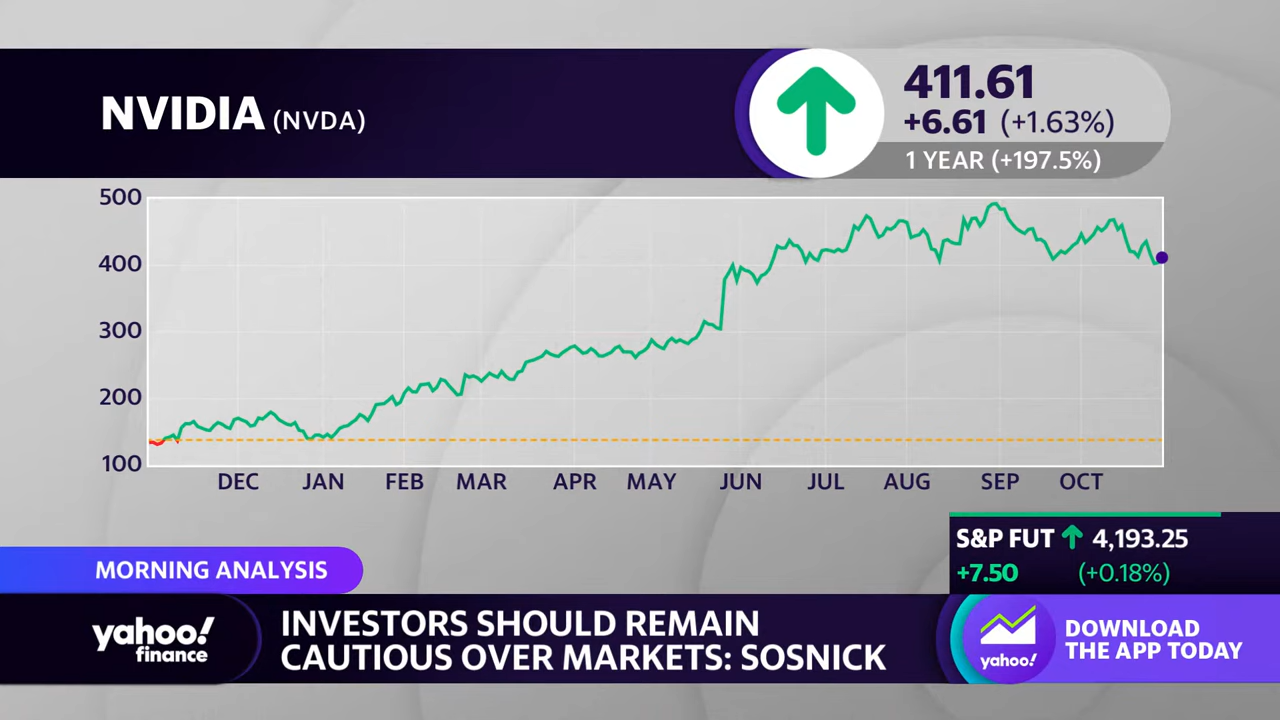 NVIDIA (NVDA)
411.61
+6.61 (+1.63%)
1 YEAR (+197.5%)
500
400
300
200
100
DEC JAN FEB MAR APR MAY JUN JUL AUG SEP OCT
S&P FUT 4,193.25
+7.50 (+0.18%)
MORNING ANALYSIS
yahoo!
finance
INVESTORS SHOULD REMAIN
CAUTIOUS OVER MARKETS: SOSNICK
yahoo!
DOWNLOAD
THE APP TODAY